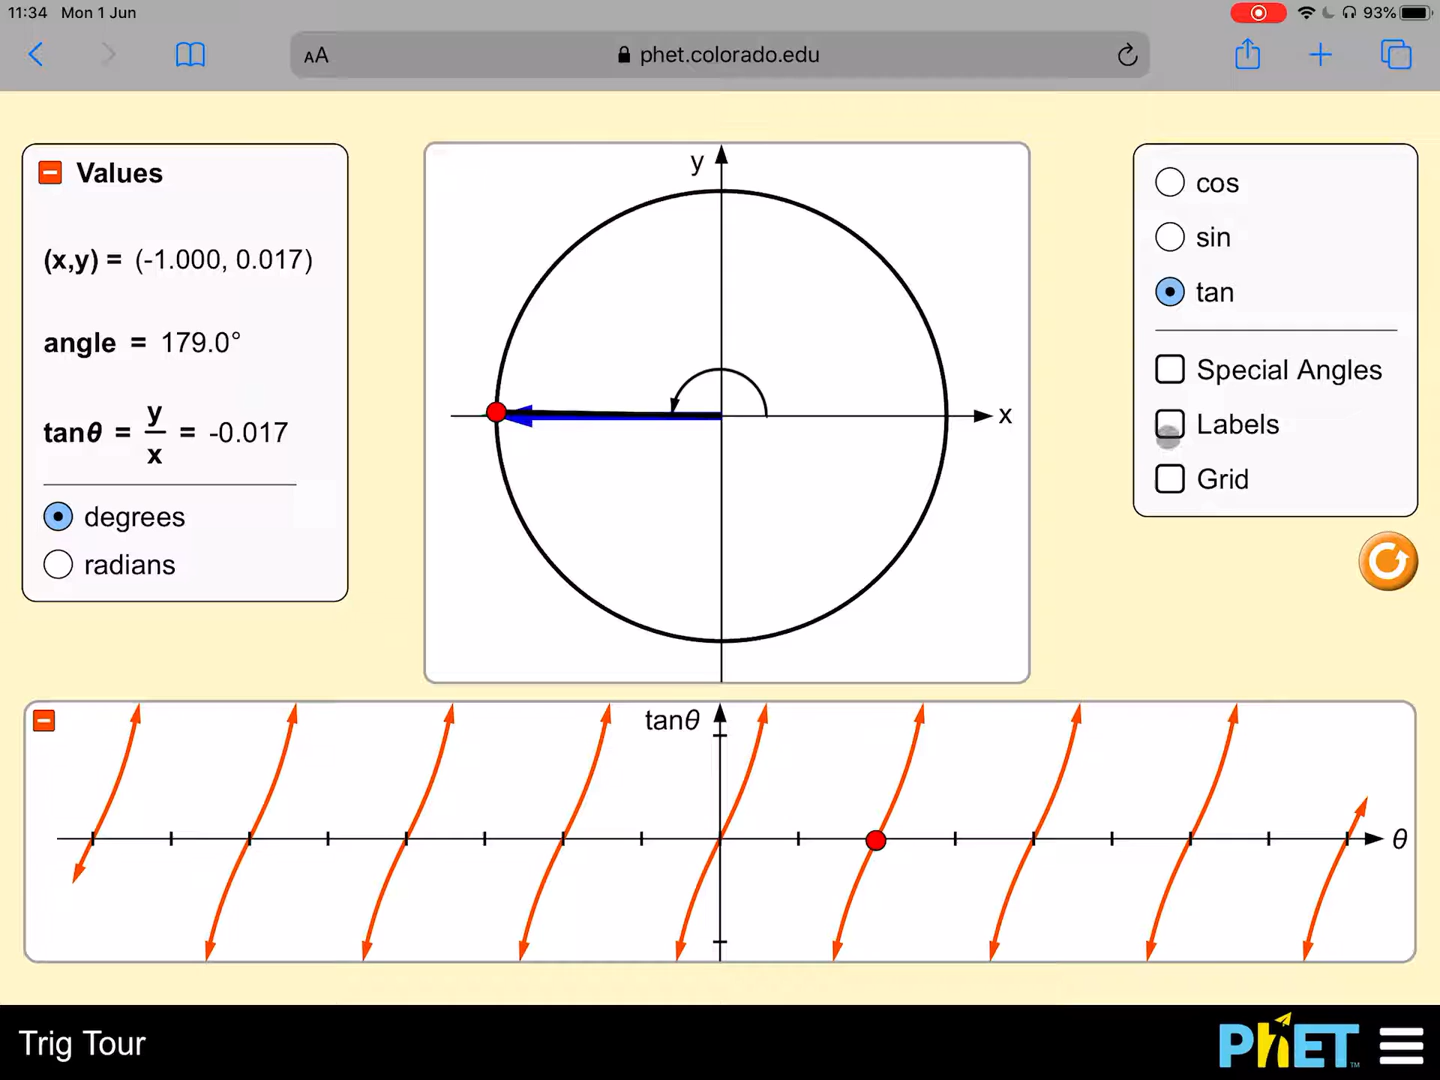 11:34 Mon 1 Jun
93%
AA
phet.colorado.edu
Values
(x,y) = (-1.000, 0.017)
angle = 179.0°
tanθ = y/x = -0.017
degrees
radians
y
x
cos
sin
tan
Special Angles
Labels
Grid
tanθ
θ
Trig Tour
PhET™